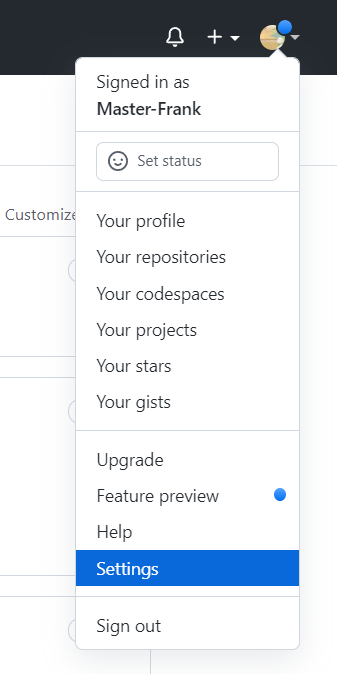 Signed in as
Master-Frank
Set status
Customize
Your profile
Your repositories
Your codespaces
Your projects
Your stars
Your gists
Upgrade
Feature preview
Help
Settings
Sign out